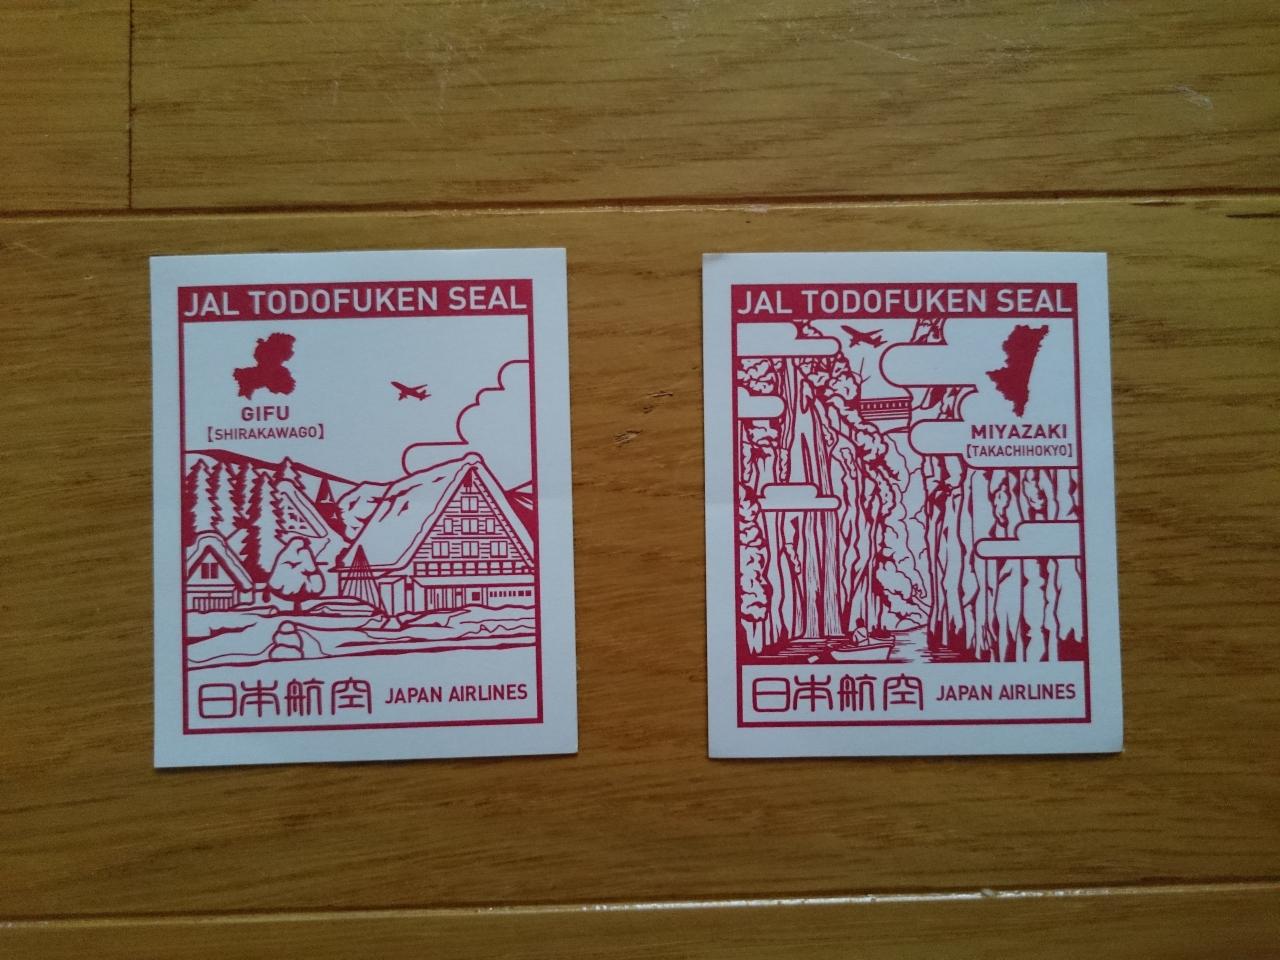 JAL TODOFUKEN SEAL
GIFU
【SHIRAKAWAGO】
日本航空 JAPAN AIRLINES
JAL TODOFUKEN SEAL
MIYAZAKI
【TAKACHIHOKYO】
日本航空 JAPAN AIRLINES